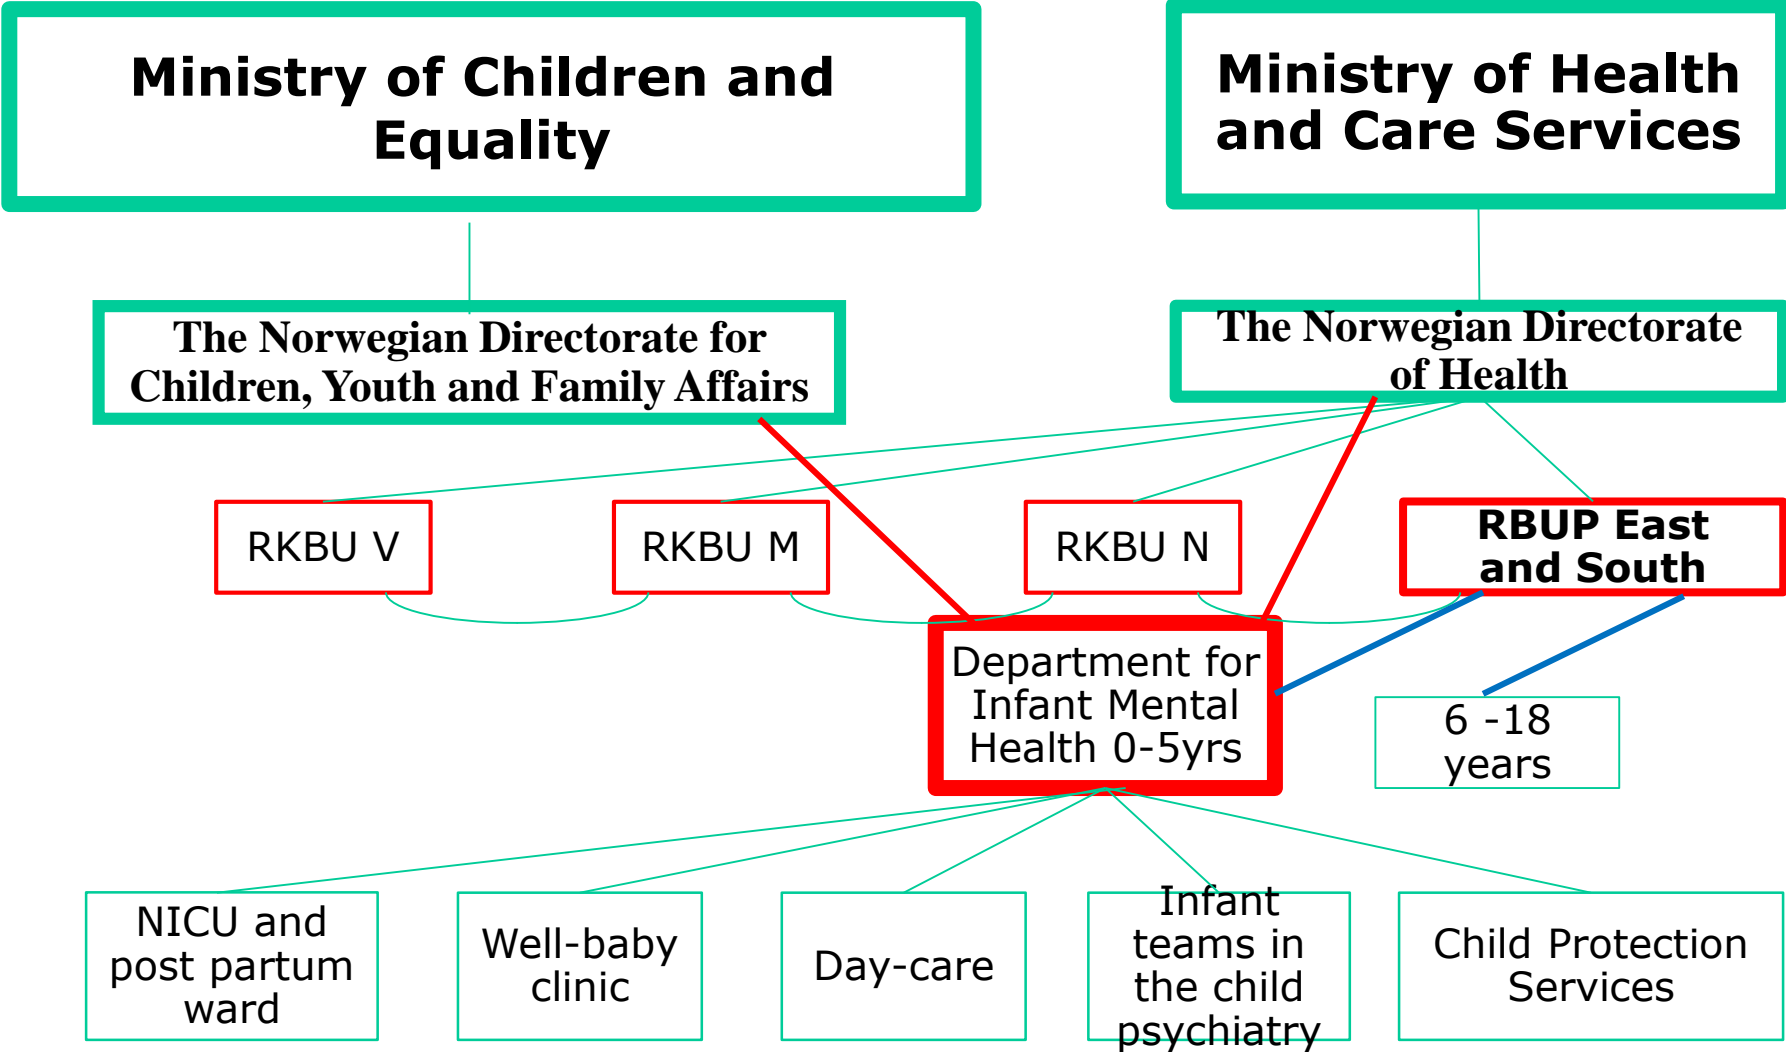 Ministry of Children and
Equality
Ministry of Health
and Care Services
The Norwegian Directorate for
Children, Youth and Family Affairs
The Norwegian Directorate
of Health
RKBU V
RKBU M
RKBU N
RBUP East
and South
Department for
Infant Mental
Health 0-5yrs
6 -18
years
NICU and
post partum
ward
Well-baby
clinic
Day-care
Infant
teams in
the child
psychiatry
Child Protection
Services